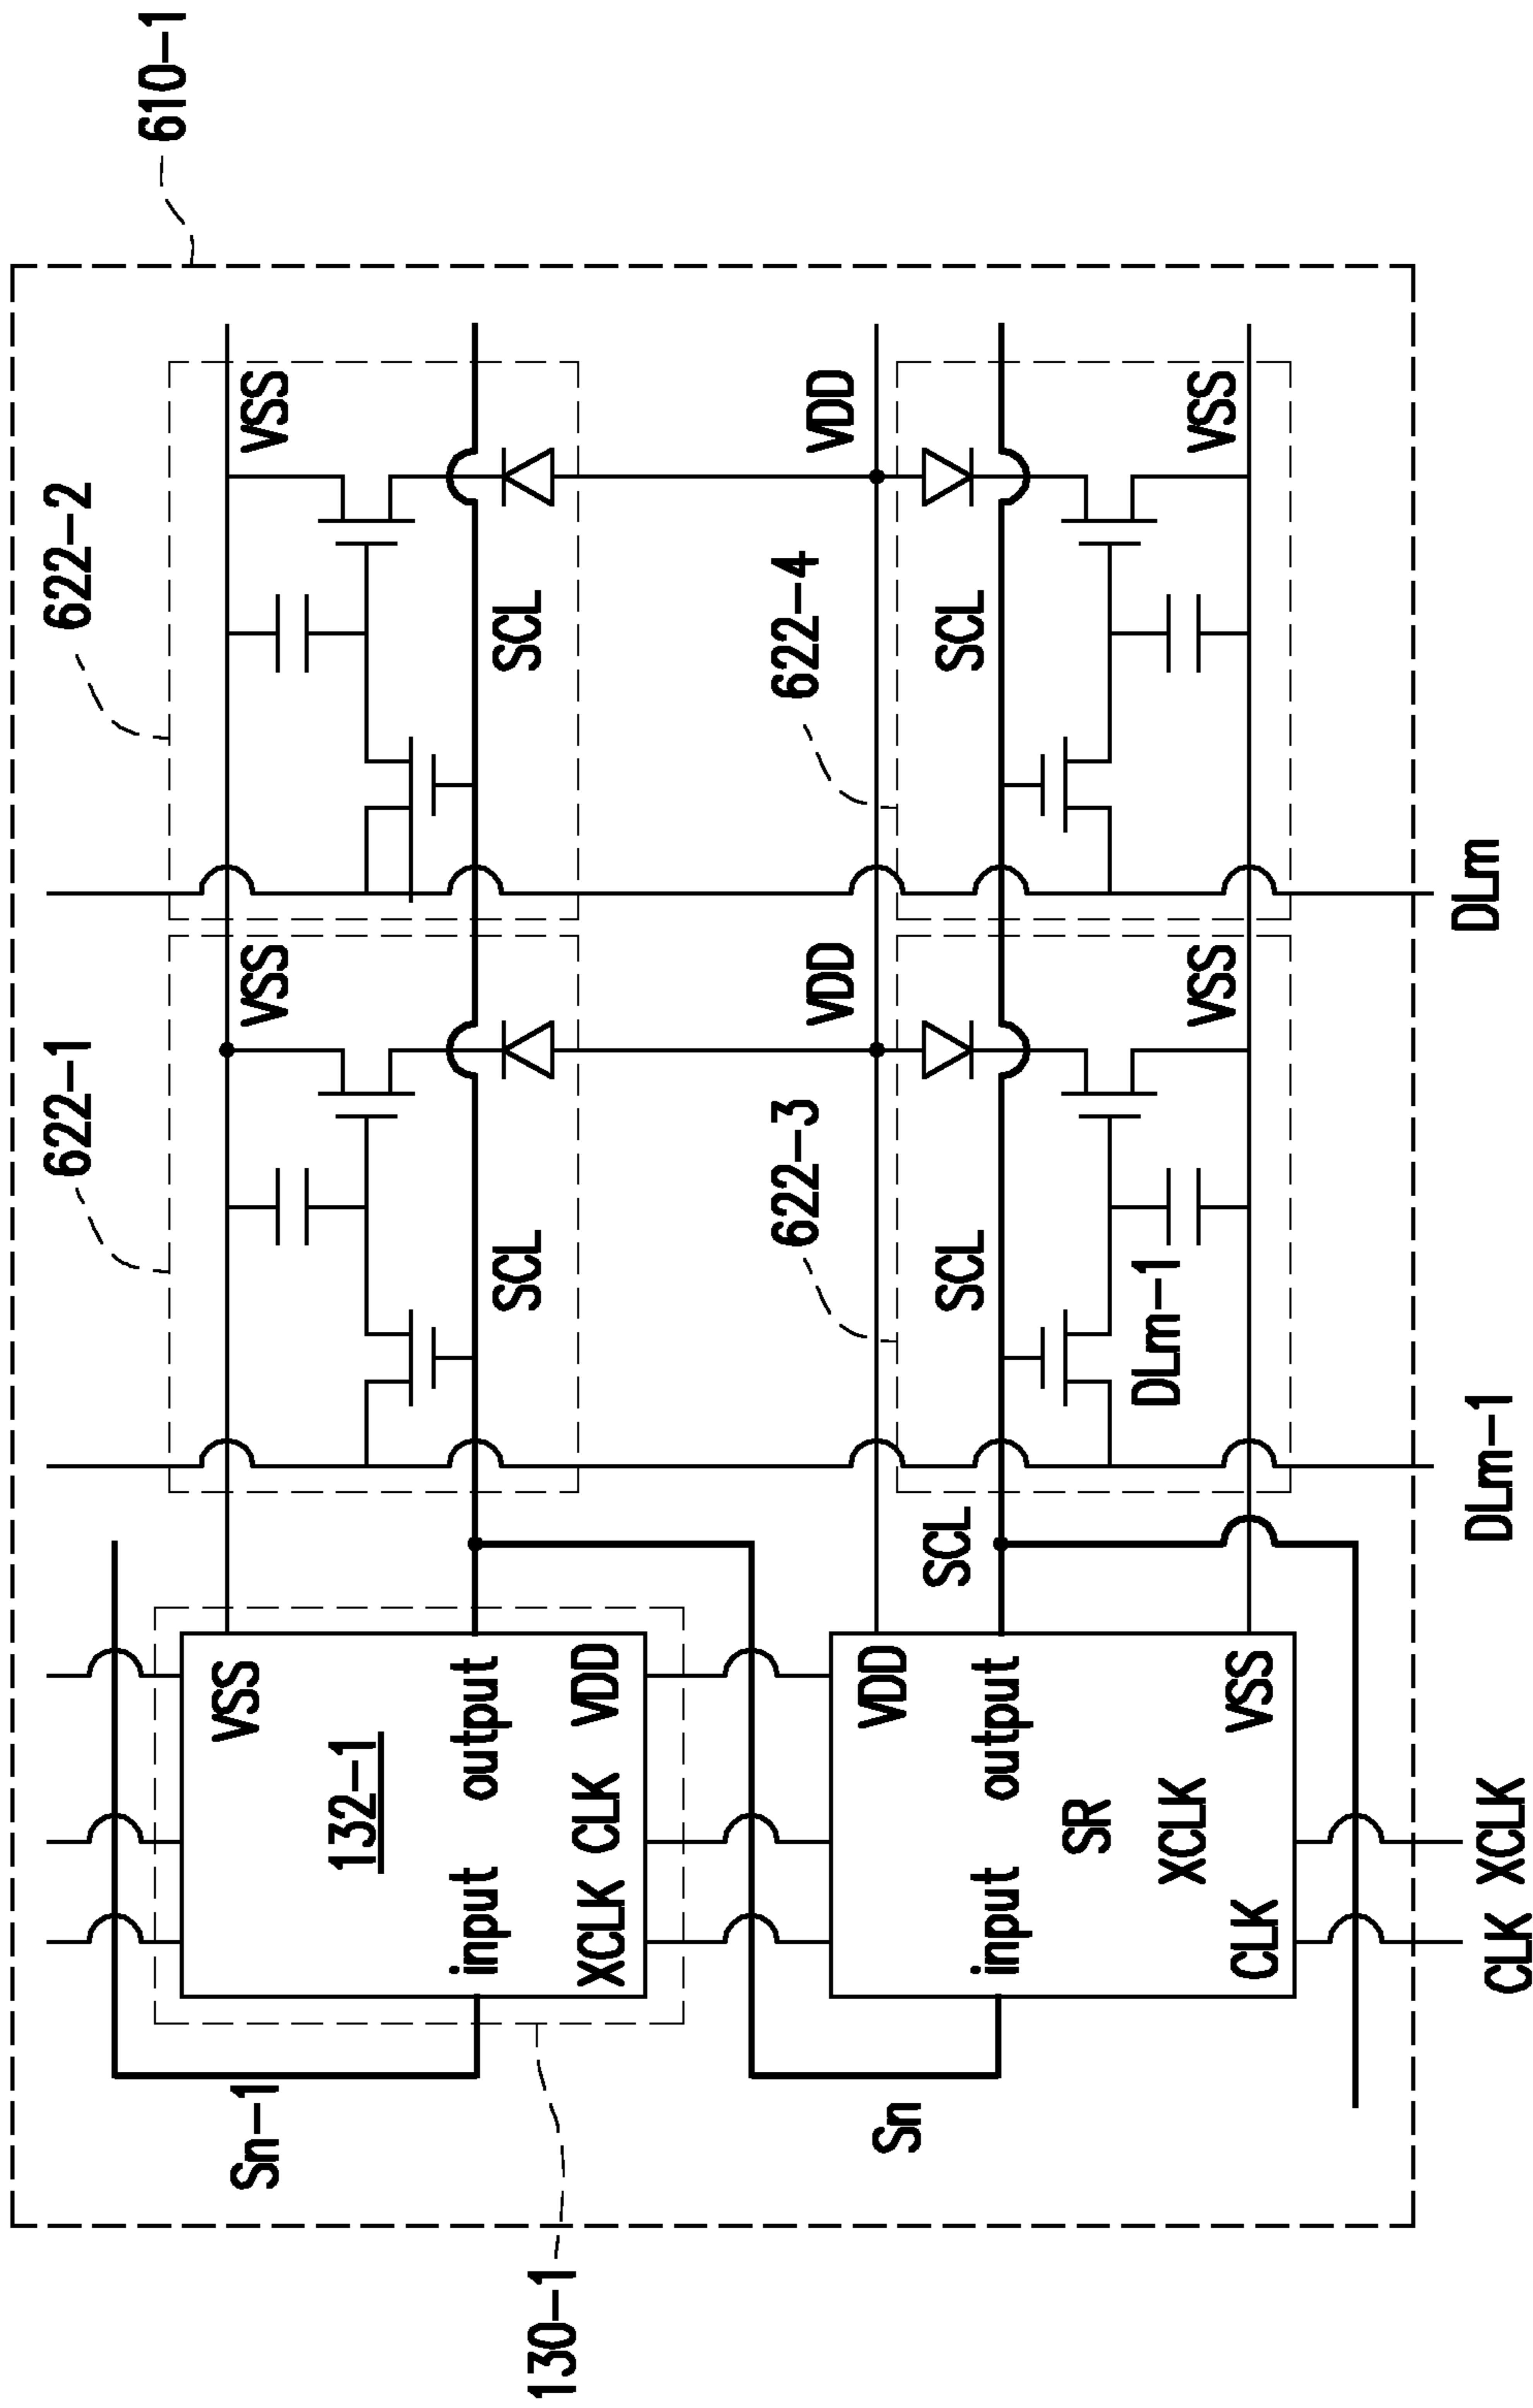 610-1
622-1
622-2
VSS
VSS
SCL
SCL
622-3
622-4
VDD
VDD
SCL
SCL
SCL
DLm-1
VSS
VSS
Sn-1
130-1
VSS
132-1
input output
XCLK CLK VDD
Sn
VDD
input output
SR
XCLK
CLK
VSS
CLK XCLK
DLm-1
DLm